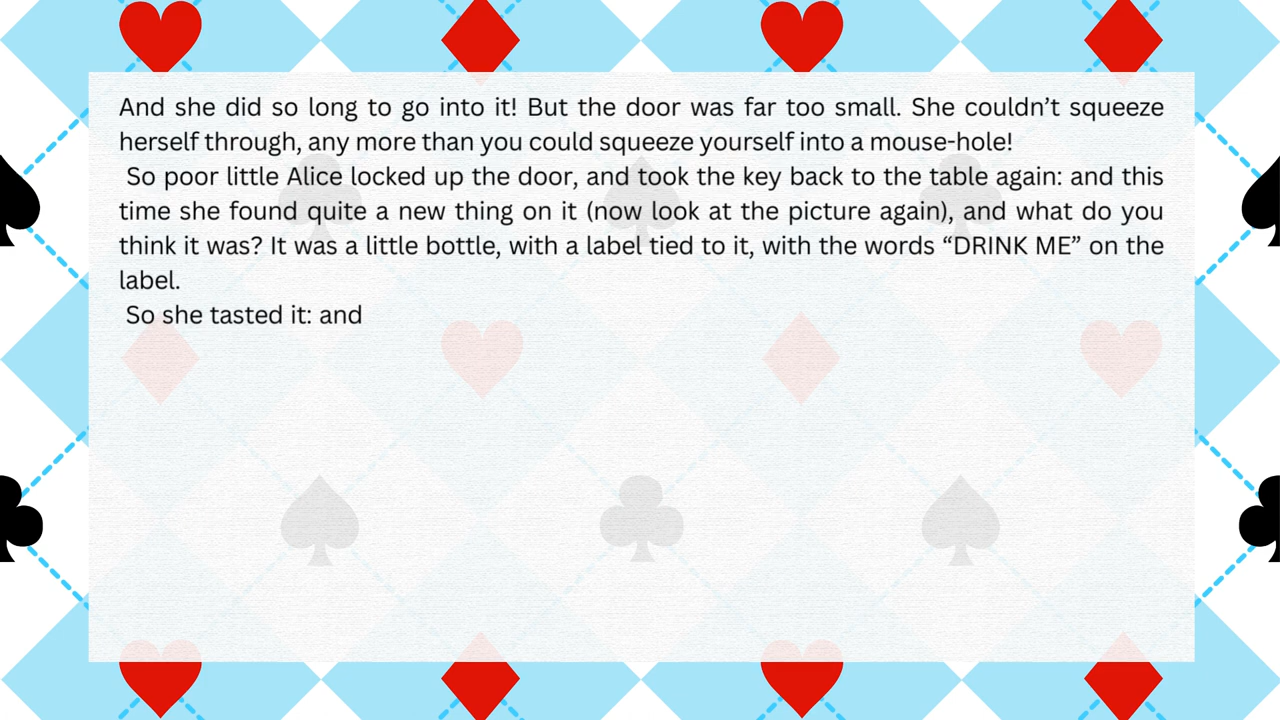 And she did so long to go into it! But the door was far too small. She couldn’t squeeze
herself through, any more than you could squeeze yourself into a mouse-hole!
So poor little Alice locked up the door, and took the key back to the table again: and this
time she found quite a new thing on it (now look at the picture again), and what do you
think it was? It was a little bottle, with a label tied to it, with the words “DRINK ME” on the
label.
So she tasted it: and